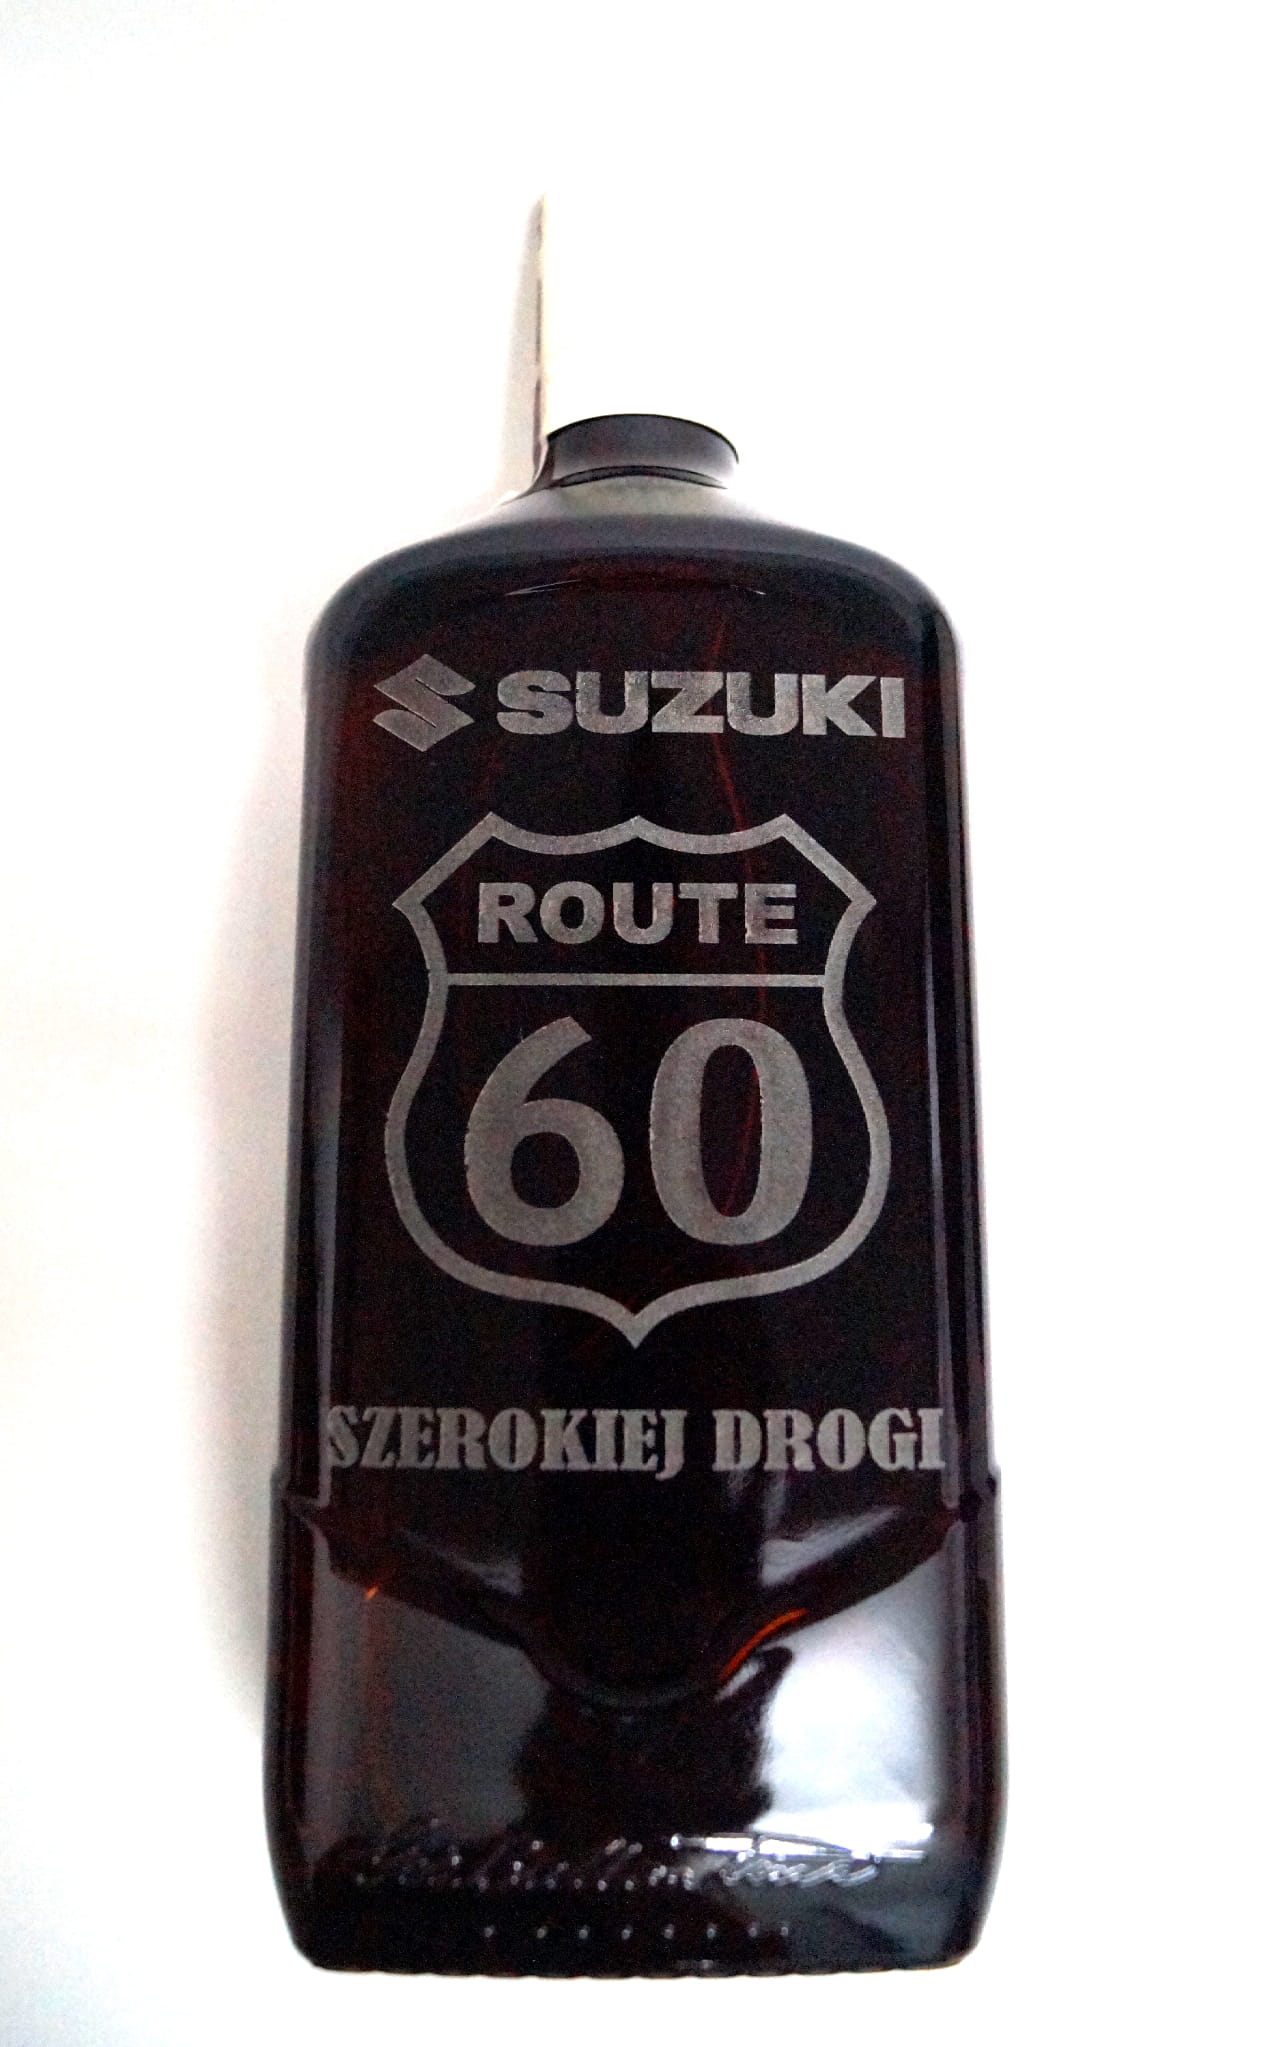 SUZUKI
ROUTE
60
SZEROKIEJ DROGI